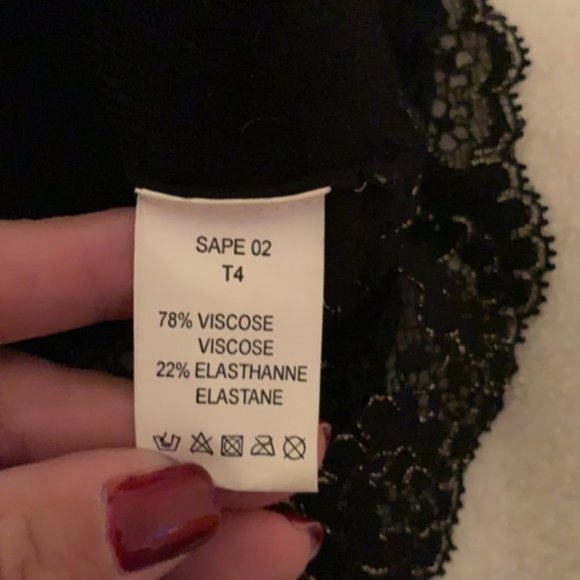 SAPE 02
T4
78% VISCOSE
VISCOSE
22% ELASTHANNE
ELASTANE